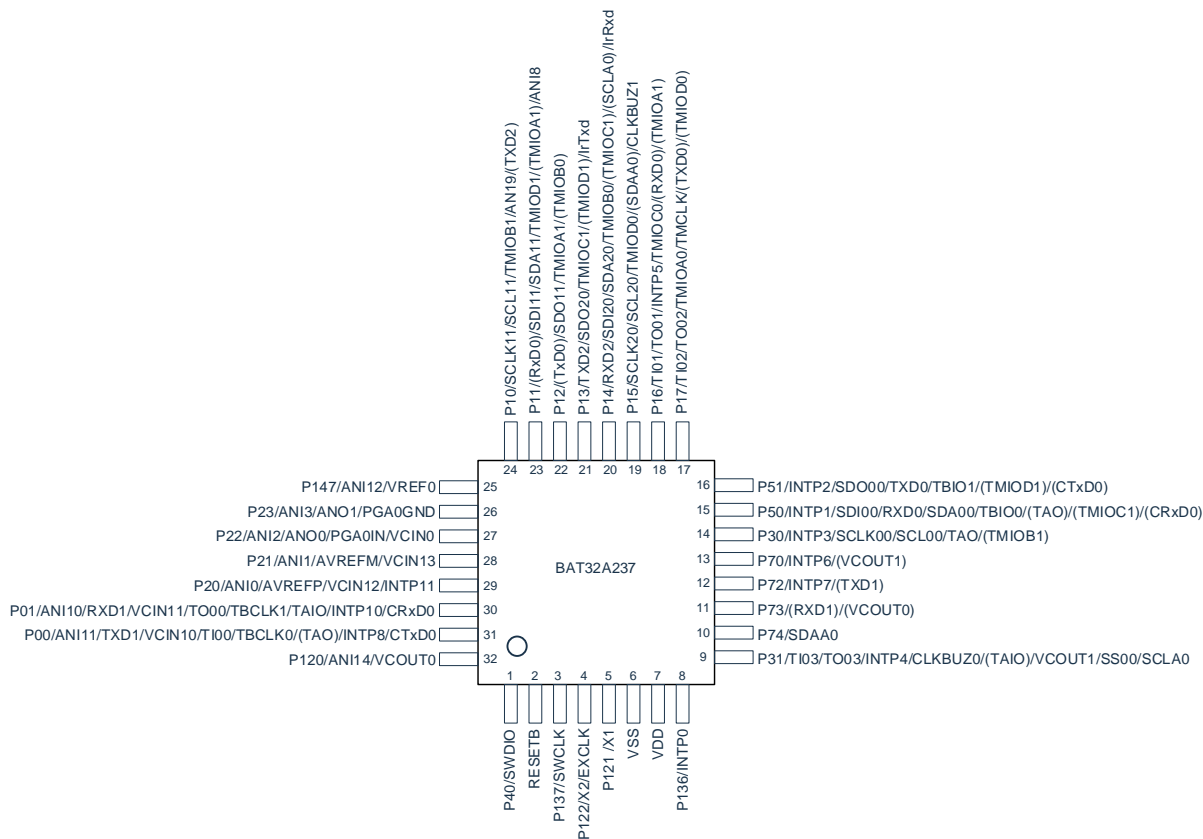 P10/SCLK11/SCL11/TMIOB1/AN19/(TXD2)
P11/(RxD0)/SDI11/SDA11/TMIOD1/(TMIOA1)/ANI8
P12/(TxD0)/SDO11/TMIOA1/(TMIOB0)
P13/TXD2/SDO20/TMIOC1/(TMIOD1)/IrTxd
P14/RXD2/SDI20/SDA20/TMIOB0/(TMIOC1)/(SCLA0)/IrRxd
P15/SCLK20/SCL20/TMIOD0/(SDAA0)/CLKBUZ1
P16/TI01/TO01/INTP5/TMIOC0/(RXD0)/(TMIOA1)
P17/TI02/TO02/TMIOA0/TMCLK/(TXD0)/(TMIOD0)
24 23 22 21 20 19 18 17
P147/ANI12/VREF0 25
P23/ANI3/ANO1/PGA0GND 26
P22/ANI2/ANO0/PGA0IN/VCIN0 27
P21/ANI1/AVREFM/VCIN13 28
P20/ANI0/AVREFP/VCIN12/INTP11 29
P01/ANI10/RXD1/VCIN11/TO00/TBCLK1/TAIO/INTP10/CRxD0 30
P00/ANI11/TXD1/VCIN10/TI00/TBCLK0/(TAO)/INTP8/CTxD0 31
P120/ANI14/VCOUT0 32
BAT32A237
16 P51/INTP2/SDO00/TXD0/TBIO1/(TMIOD1)/(CTxD0)
15 P50/INTP1/SDI00/RXD0/SDA00/TBIO0/(TAO)/(TMIOC1)/(CRxD0)
14 P30/INTP3/SCLK00/SCL00/TAO/(TMIOB1)
13 P70/INTP6/(VCOUT1)
12 P72/INTP7/(TXD1)
11 P73/(RXD1)/(VCOUT0)
10 P74/SDAA0
9 P31/TI03/TO03/INTP4/CLKBUZ0/(TAIO)/VCOUT1/SS00/SCLA0
1 2 3 4 5 6 7 8
P40/SWDIO
RESETB
P137/SWCLK
P122/X2/EXCLK
P121 /X1
VSS
VDD
P136/INTP0